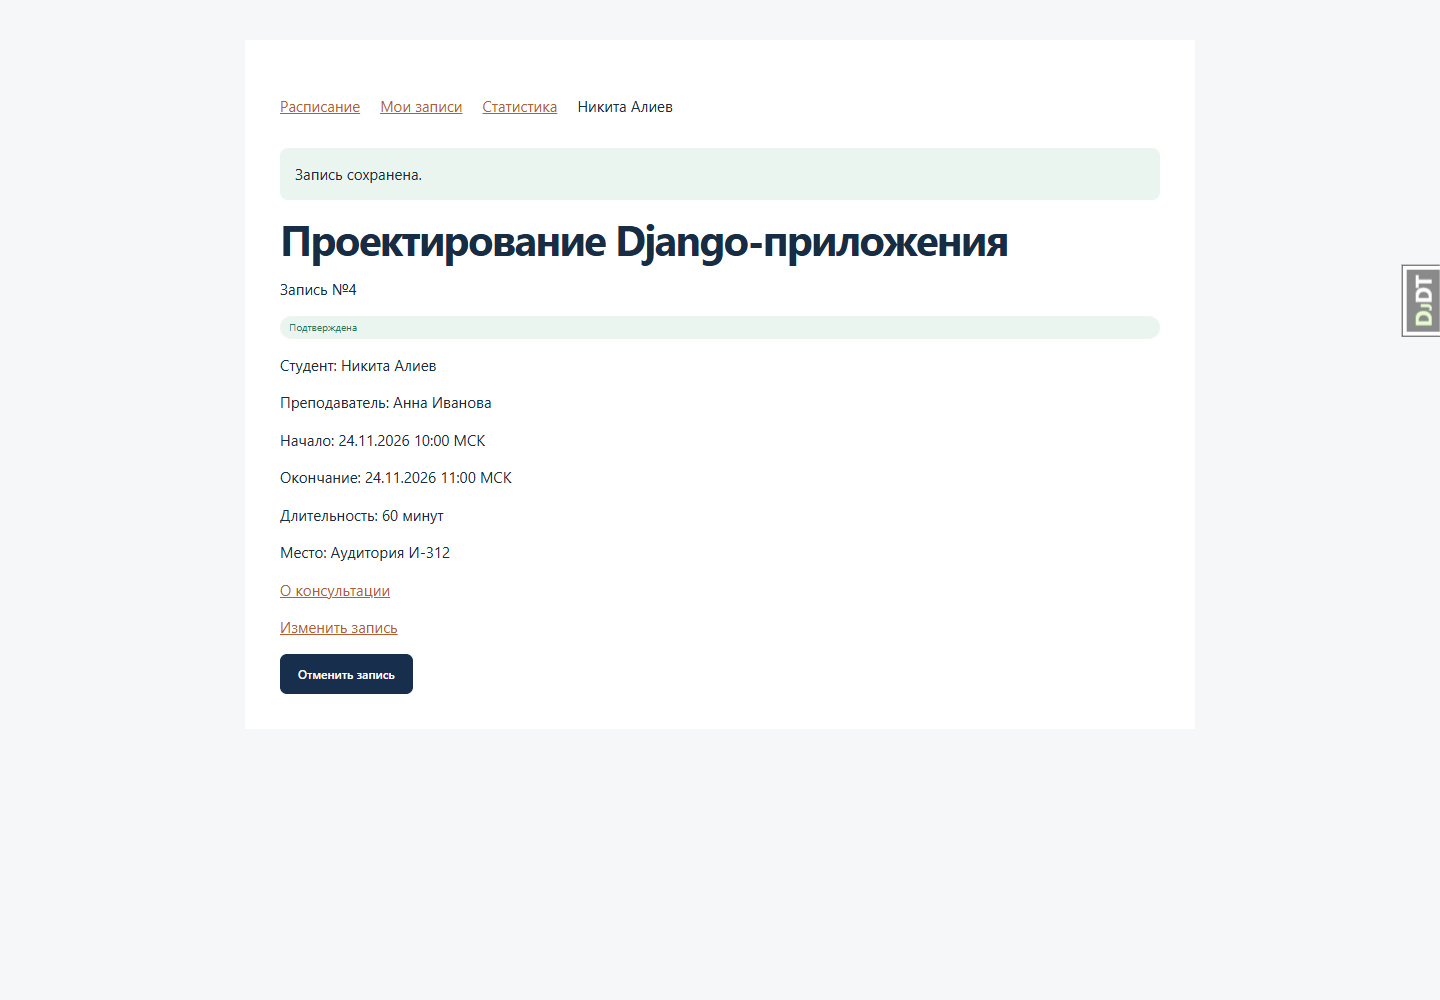 Расписание Мои записи Статистика Никита Алиев
Запись сохранена.
Проектирование Django-приложения
Запись №4
Подтверждена
Студент: Никита Алиев
Преподаватель: Анна Иванова
Начало: 24.11.2026 10:00 МСК
Окончание: 24.11.2026 11:00 МСК
Длительность: 60 минут
Место: Аудитория И-312
О консультации
Изменить запись
Отменить запись
DJDT